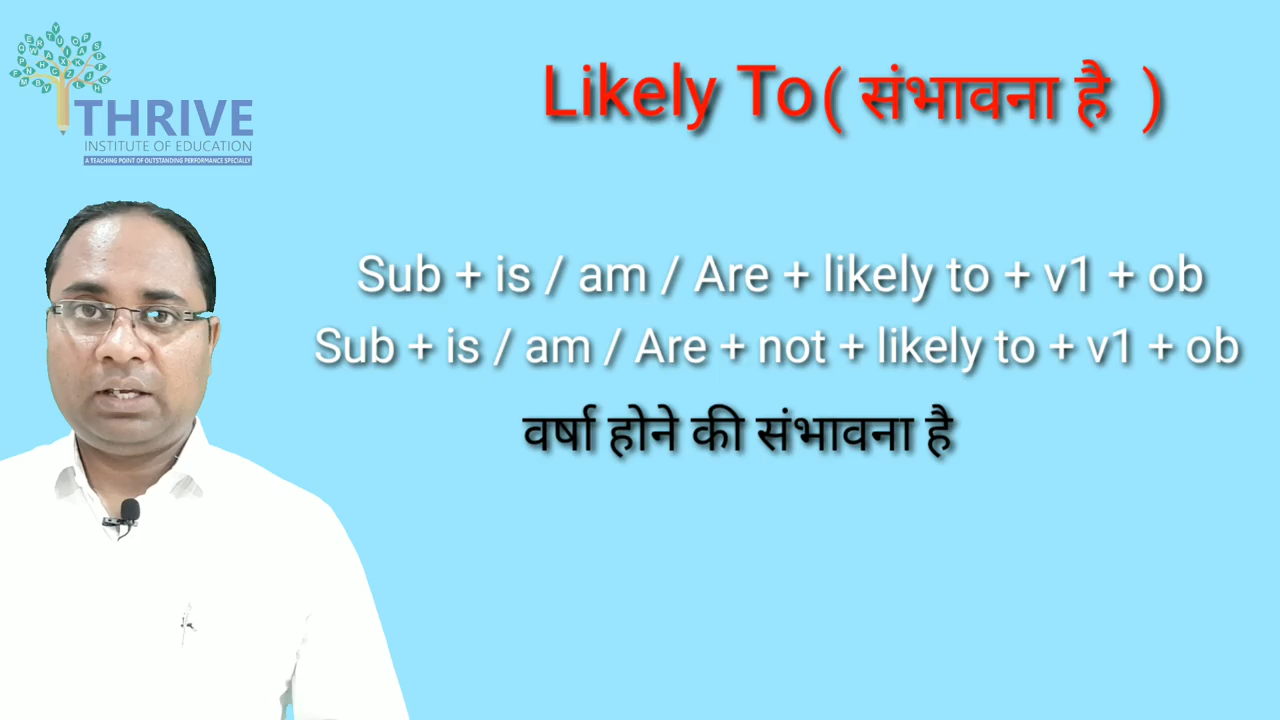 THRIVE
INSTITUTE OF EDUCATION
A TEACHING POINT OF OUTSTANDING PERFORMANCE SPECIALLY
Likely To ( संभावना है )
Sub + is / am / Are + likely to + v1 + ob
Sub + is / am / Are + not + likely to + v1 + ob
वर्षा होने की संभावना है